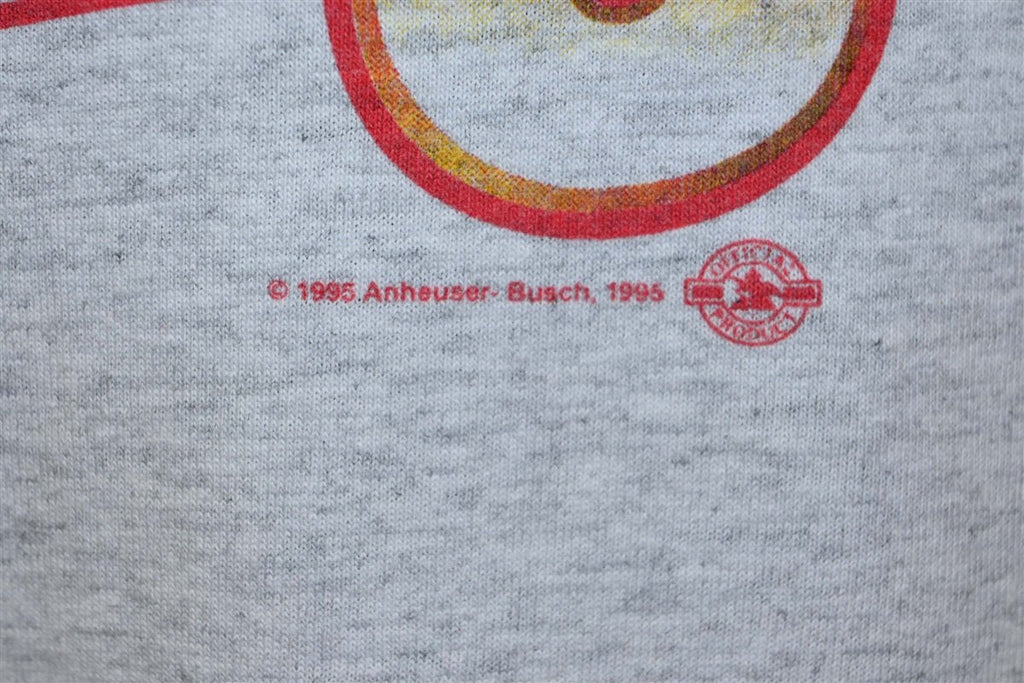 © 1995 Anheuser- Busch, 1995
OFFICIAL
PRODUCT